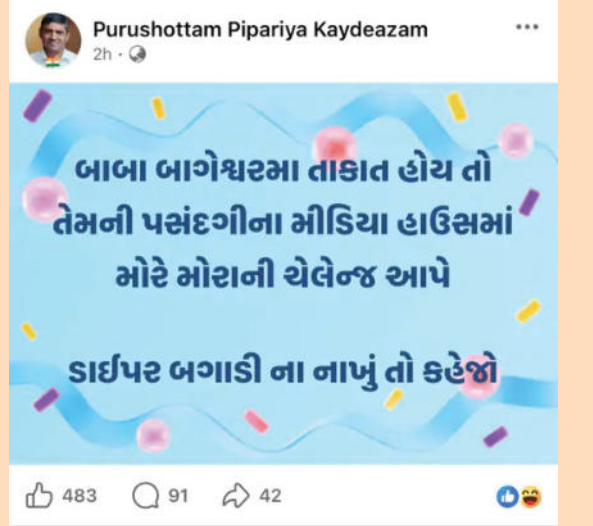 Purushottam Pipariya Kaydeazam
2h
બાબા બાગેશ્વરમા તાકાત હોય તો
તેમની પસંદગીના મીડિયા હાઉસમાં
મોરે મોરાની ચેલેન્જ આપે
ડાઈપર બગાડી ના નાખું તો કહેજો
483 91 42